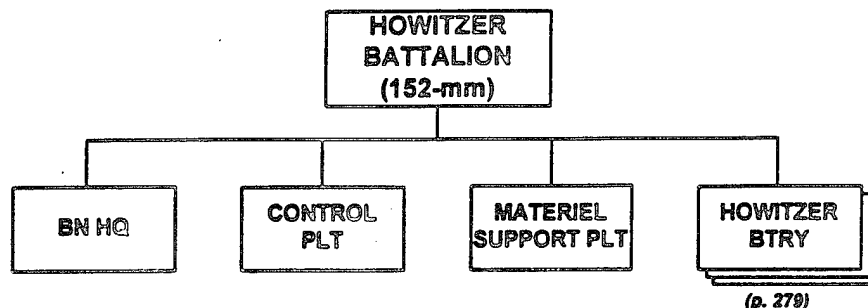 HOWITZER
BATTALION
(152-mm)
BN HQ
CONTROL
PLT
MATERIEL
SUPPORT PLT
HOWITZER
BTRY
(p. 279)